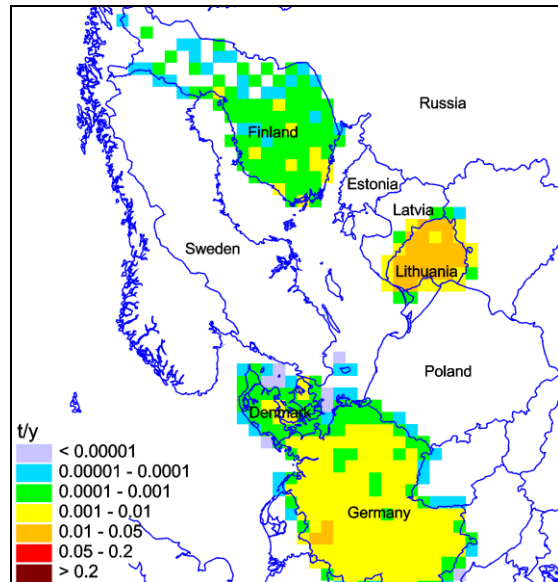 Finland
Russia
Estonia
Latvia
Sweden
Lithuania
Poland
Denmark
Germany
t/y
< 0.00001
0.00001 - 0.0001
0.0001 - 0.001
0.001 - 0.01
0.01 - 0.05
0.05 - 0.2
> 0.2